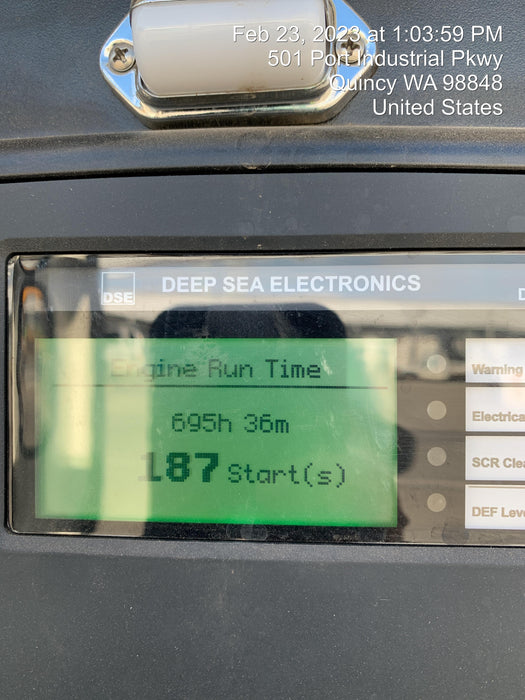 Feb 23, 2023 at 1:03:59 PM
501 Port Industrial Pkwy
Quincy WA 98848
United States
DSE
DEEP SEA ELECTRONICS
Engine Run Time
695h 36m
187 Start(s)
Warning
Electrica
SCR Clea
DEF Leve